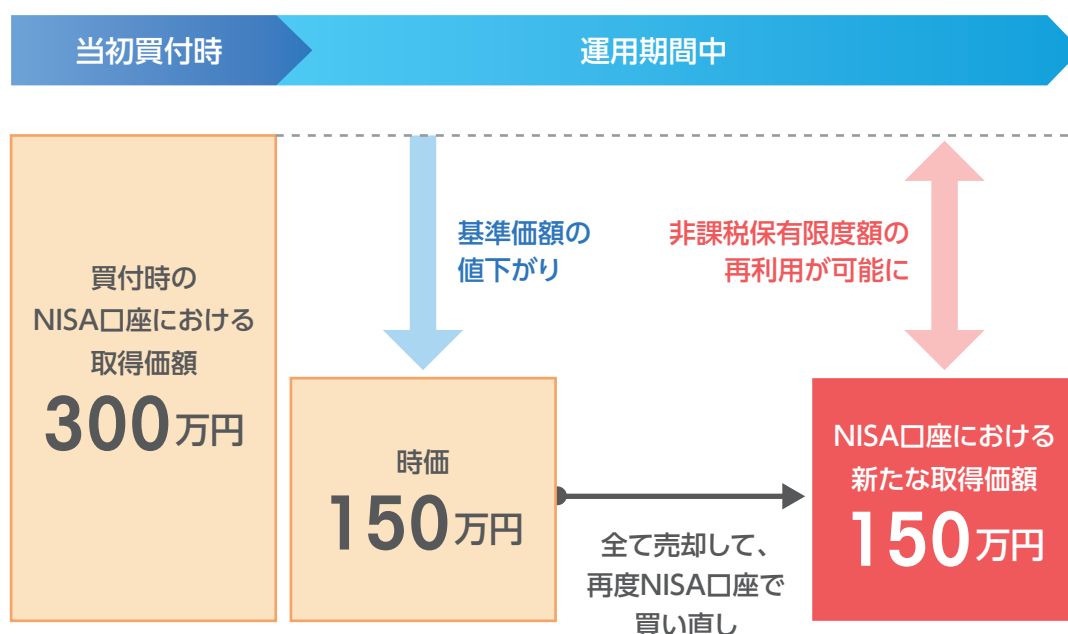 当初買付時
運用期間中
買付時の
NISA口座における
取得価額
300万円
基準価額の
値下がり
時価
150万円
全て売却して、
再度NISA口座で
買い直し
非課税保有限度額の
再利用が可能に
NISA口座における
新たな取得価額
150万円